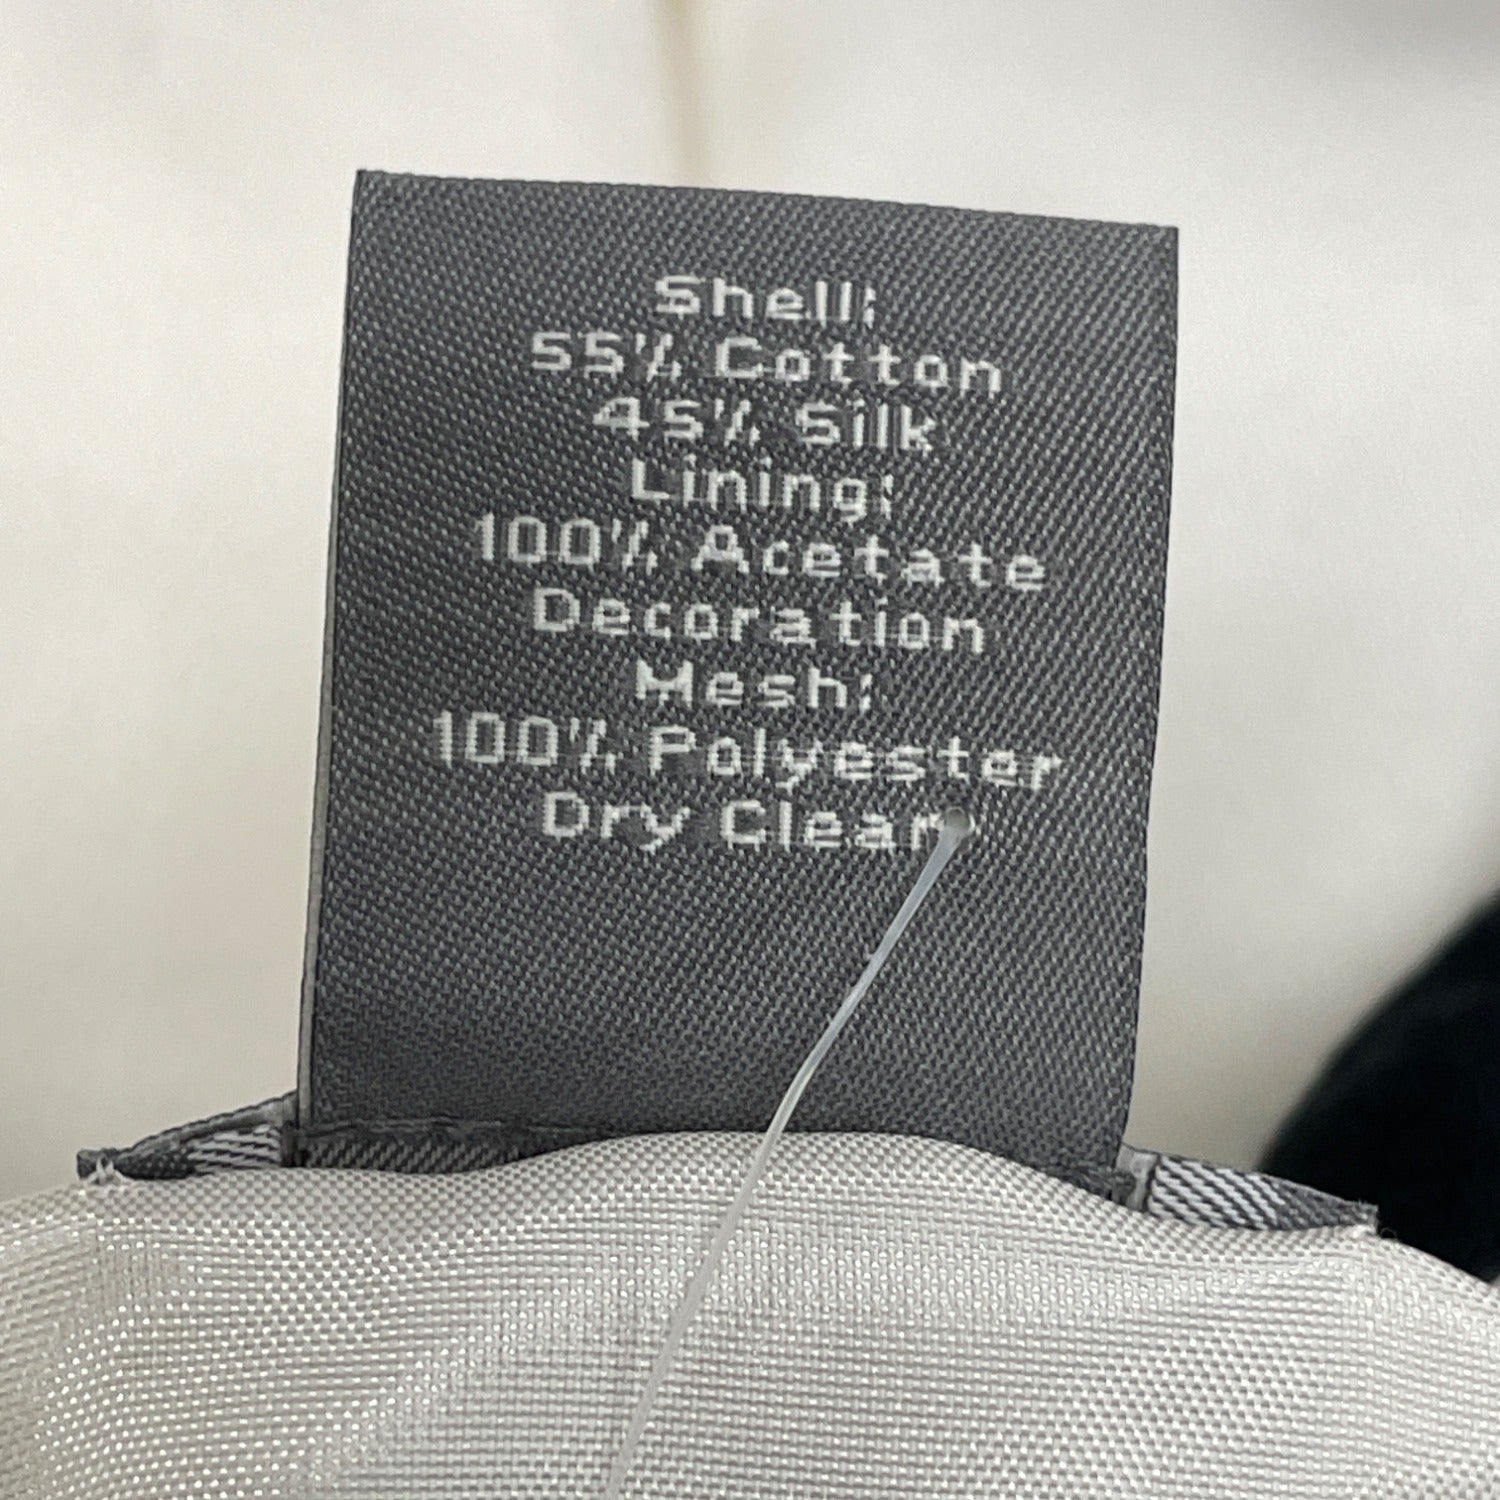 Shell:
55% Cotton
45% Silk
Lining:
100% Acetate
Decoration
Mesh:
100% Polyester
Dry Clean